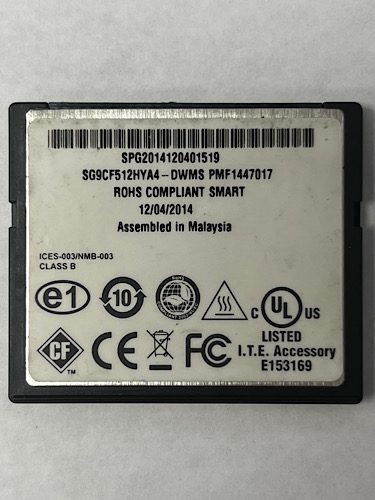 SPG2014120401519
SG9CF512HYA4-DWMS PMF1447017
ROHS COMPLIANT SMART
12/04/2014
Assembled in Malaysia
ICES-003/NMB-003
CLASS B
e1
10
C UL US
LISTED
I.T.E. Accessory
E153169
CF TM
CE
FC